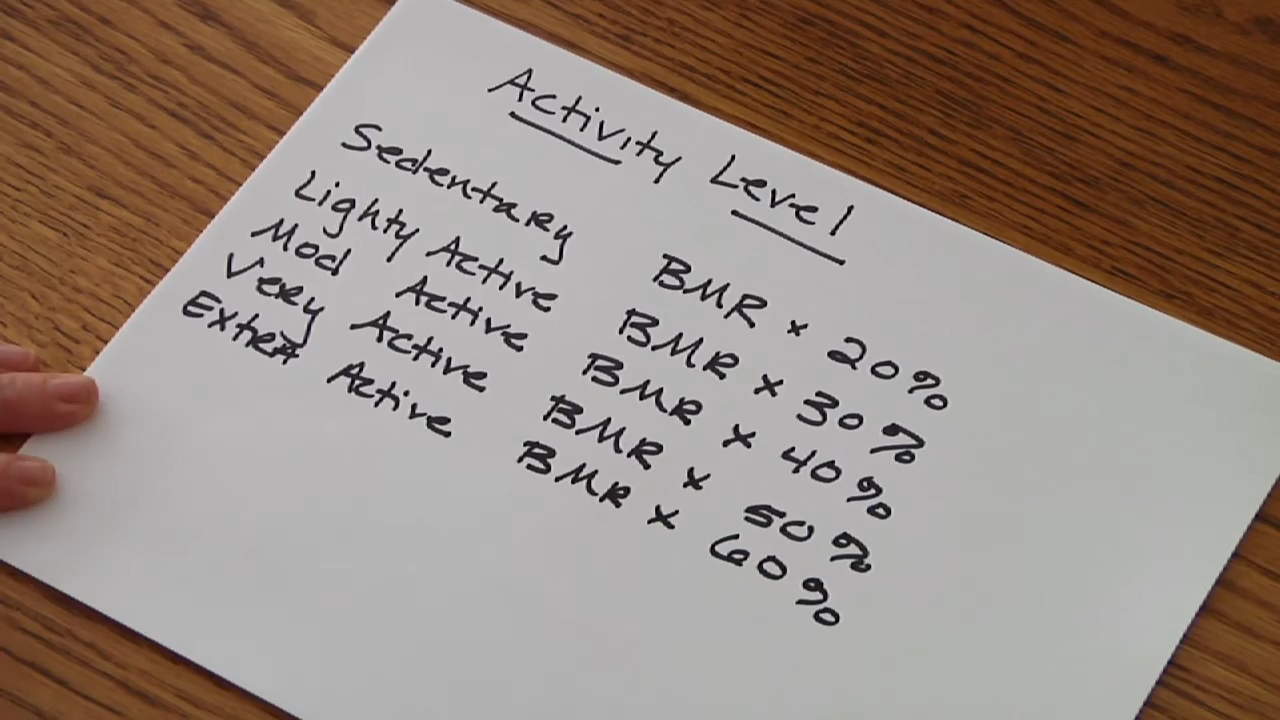 Activity Level
Sedentary BMR x 20%
Lighty Active BMR x 30%
Mod Active BMR x 40%
Very Active BMR x 50%
Extra Active BMR x 60%